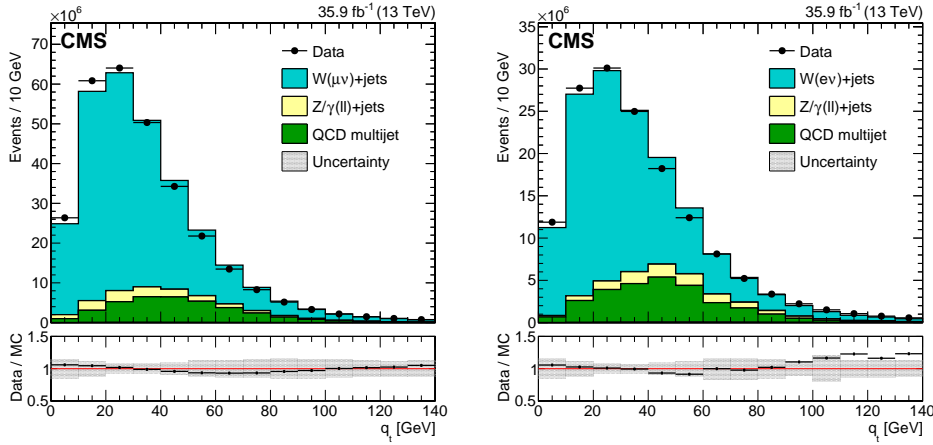 35.9 fb⁻¹ (13 TeV)
×10⁶
CMS
Data
W(μν)+jets
Z/γ(ll)+jets
QCD multijet
Uncertainty
Events / 10 GeV
70
60
50
40
30
20
10
0
Data / MC
1.5
1
0.5
0 20 40 60 80 100 120 140
qₜ [GeV]
35.9 fb⁻¹ (13 TeV)
×10⁶
CMS
Data
W(eν)+jets
Z/γ(ll)+jets
QCD multijet
Uncertainty
Events / 10 GeV
35
30
25
20
15
10
5
0
Data / MC
1.5
1
0.5
0 20 40 60 80 100 120 140
qₜ [GeV]